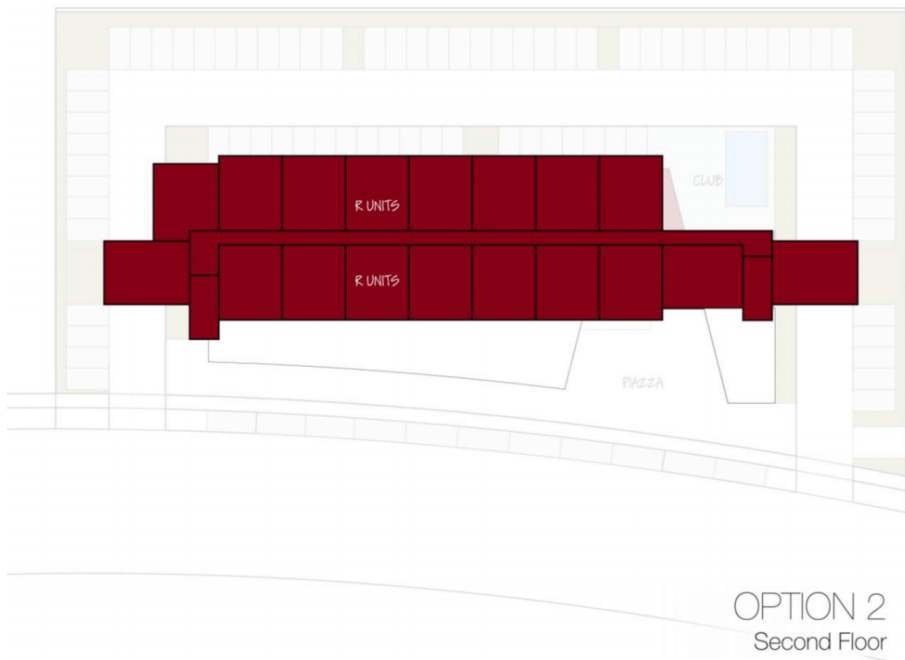 CLUB
R UNITS
R UNITS
PIAZZA
OPTION 2
Second Floor